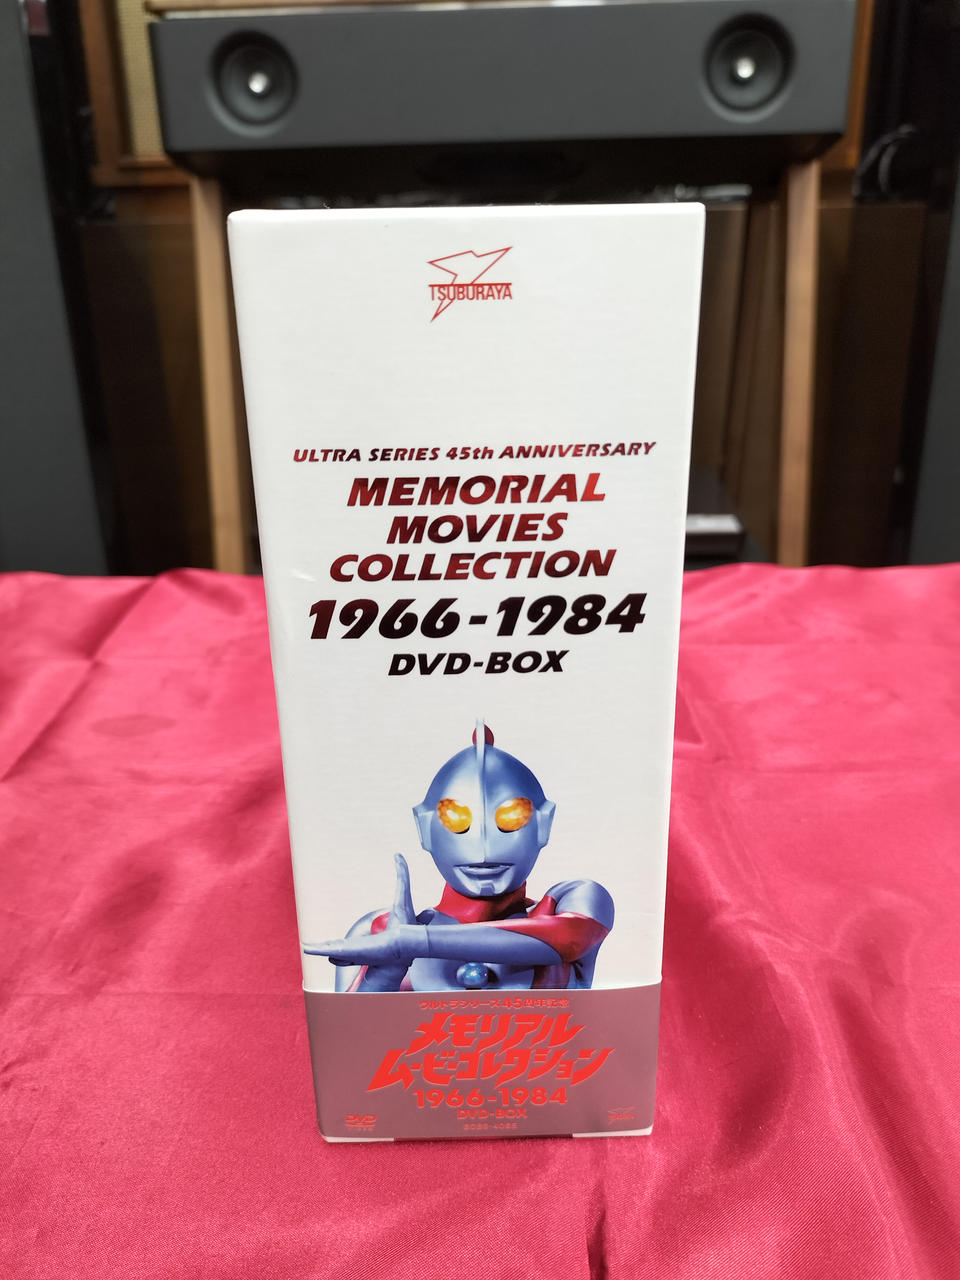 TSUBURAYA
ULTRA SERIES 45th ANNIVERSARY
MEMORIAL
MOVIES
COLLECTION
1966-1984
DVD-BOX
ウルトラシリーズ45周年記念
メモリアル
ムービーコレクション
1966-1984
DVD-BOX
DVD